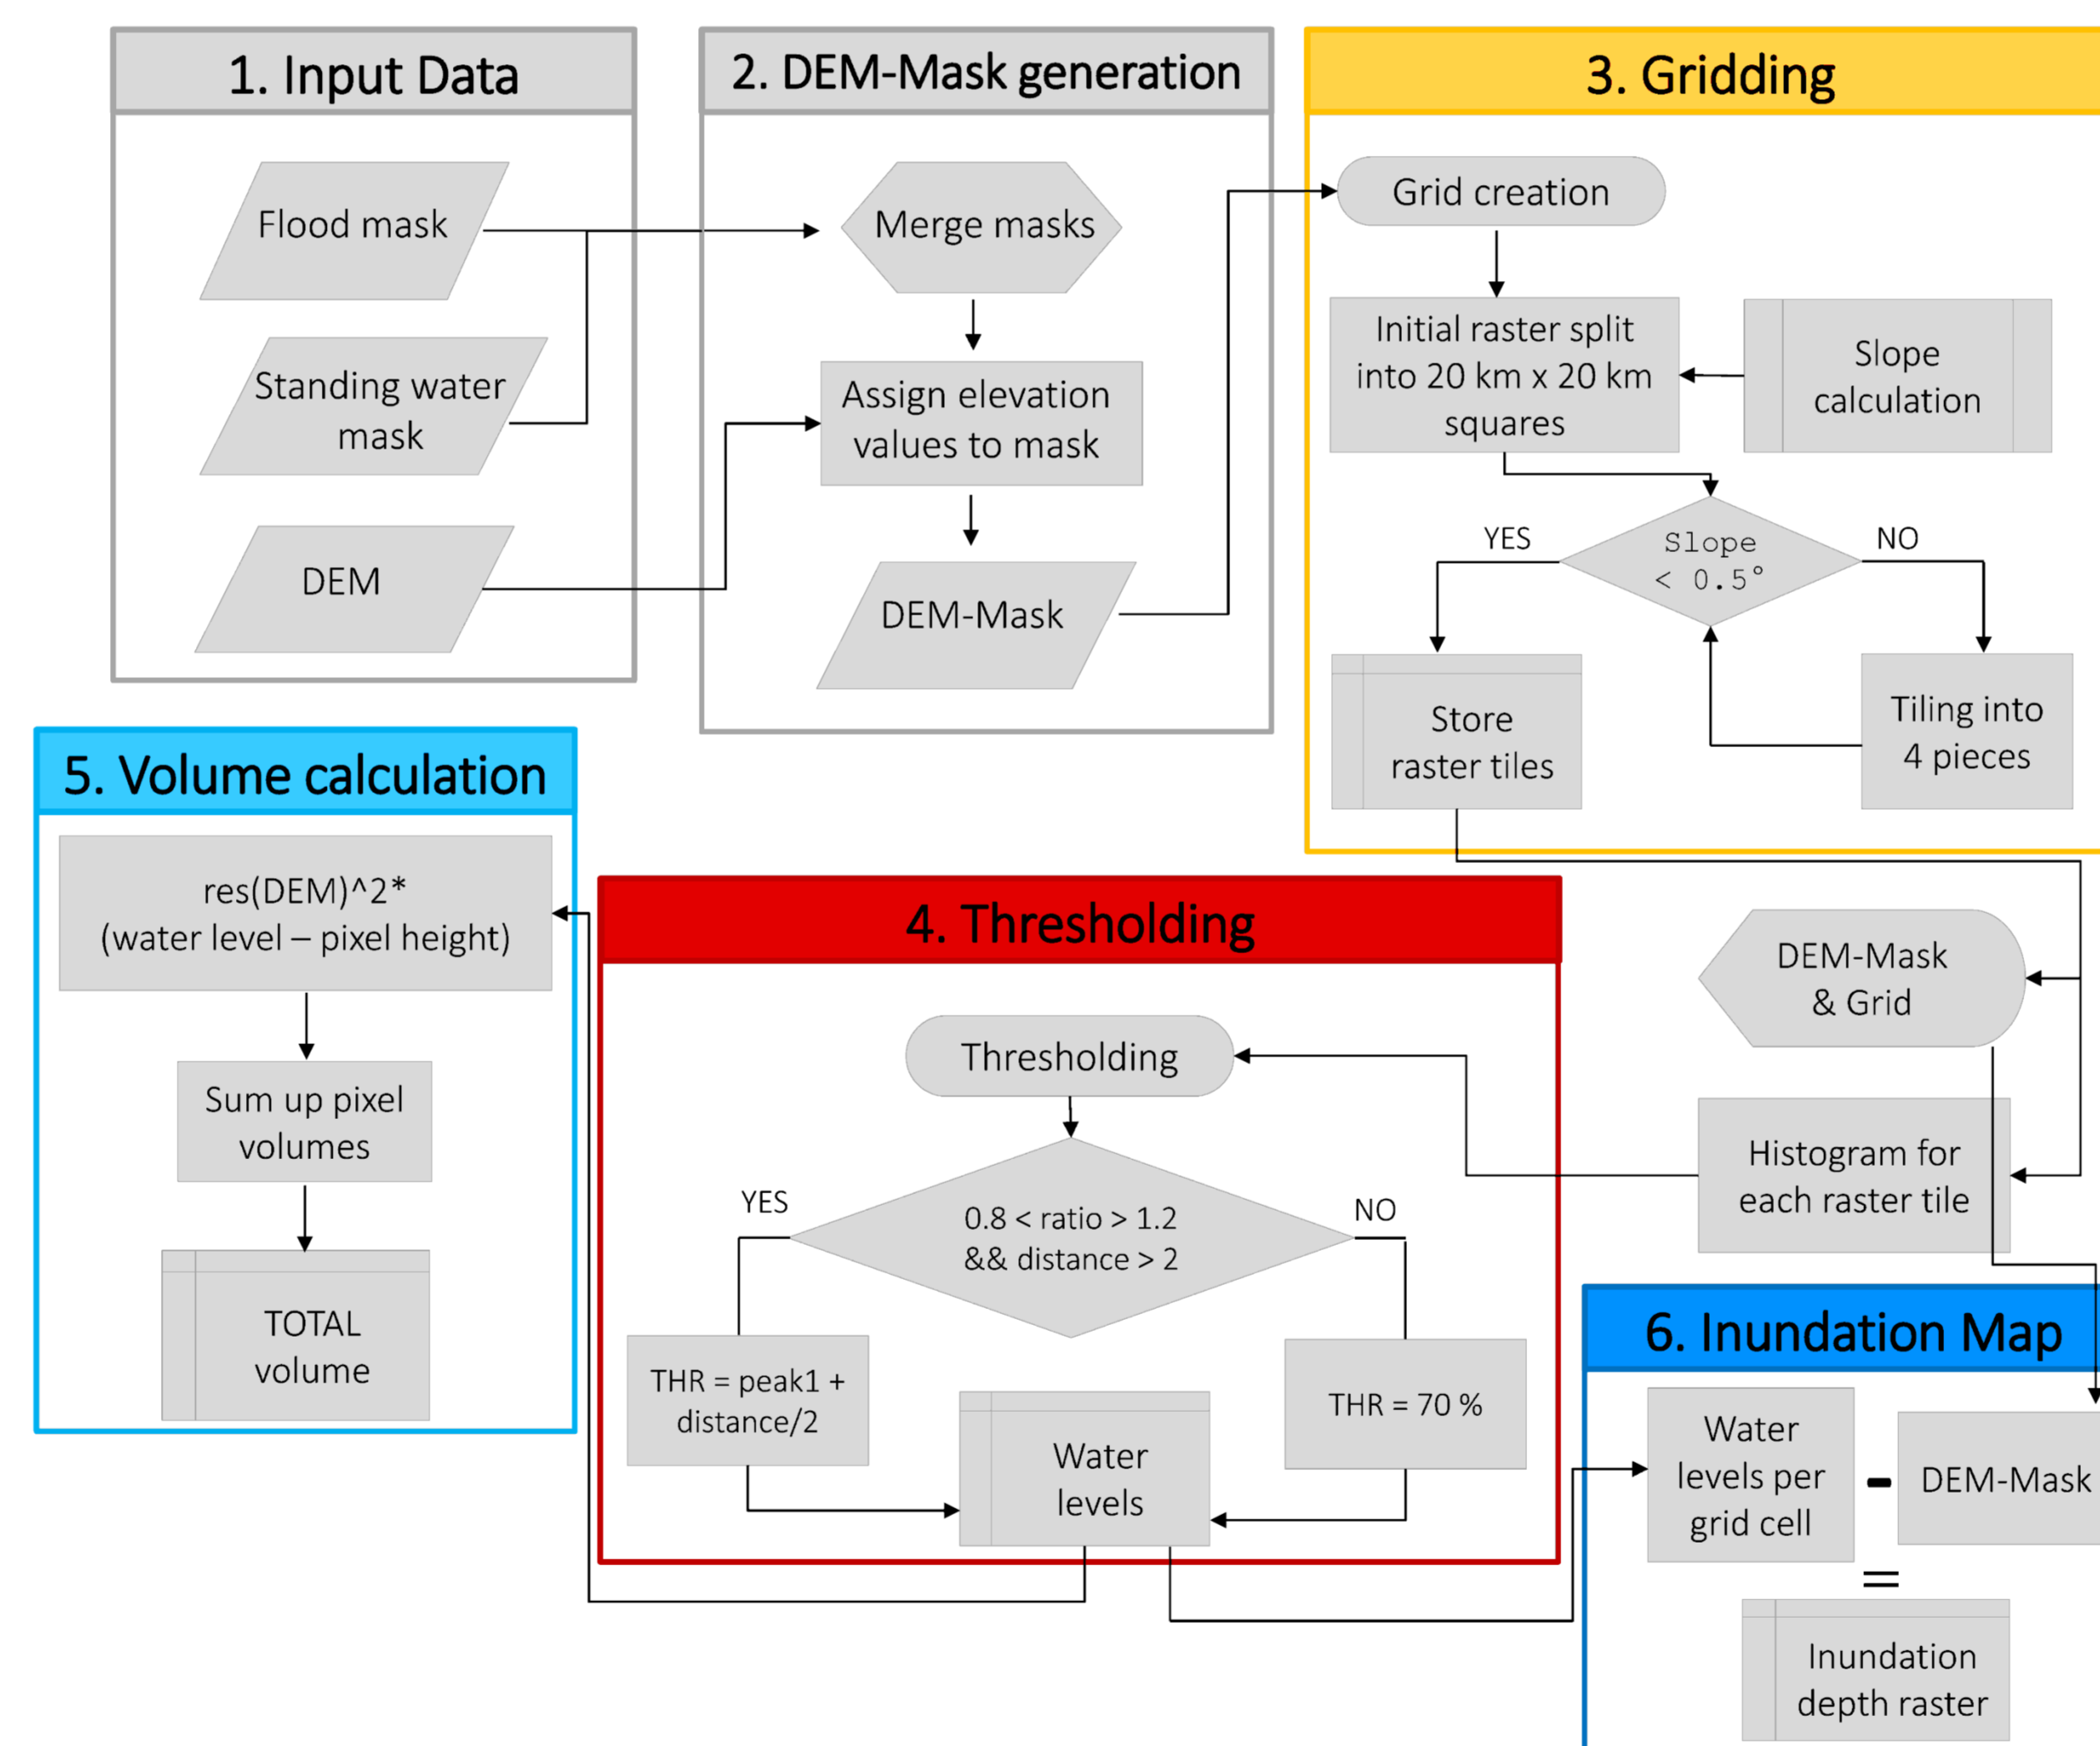 1. Input Data
Flood mask
Standing water
mask
DEM
2. DEM-Mask generation
Merge masks
Assign elevation
values to mask
DEM-Mask
3. Gridding
Grid creation
Initial raster split
into 20 km x 20 km
squares
Slope
calculation
YES
Slope
< 0.5°
NO
Store
raster tiles
Tiling into
4 pieces
DEM-Mask
& Grid
Histogram for
each raster tile
4. Thresholding
Thresholding
YES
0.8 < ratio > 1.2
&& distance > 2
NO
THR = peak1 +
distance/2
THR = 70 %
Water
levels
5. Volume calculation
res(DEM)^2*
(water level – pixel height)
Sum up pixel
volumes
TOTAL
volume
6. Inundation Map
Water
levels per
grid cell
-
DEM-Mask
=
Inundation
depth raster